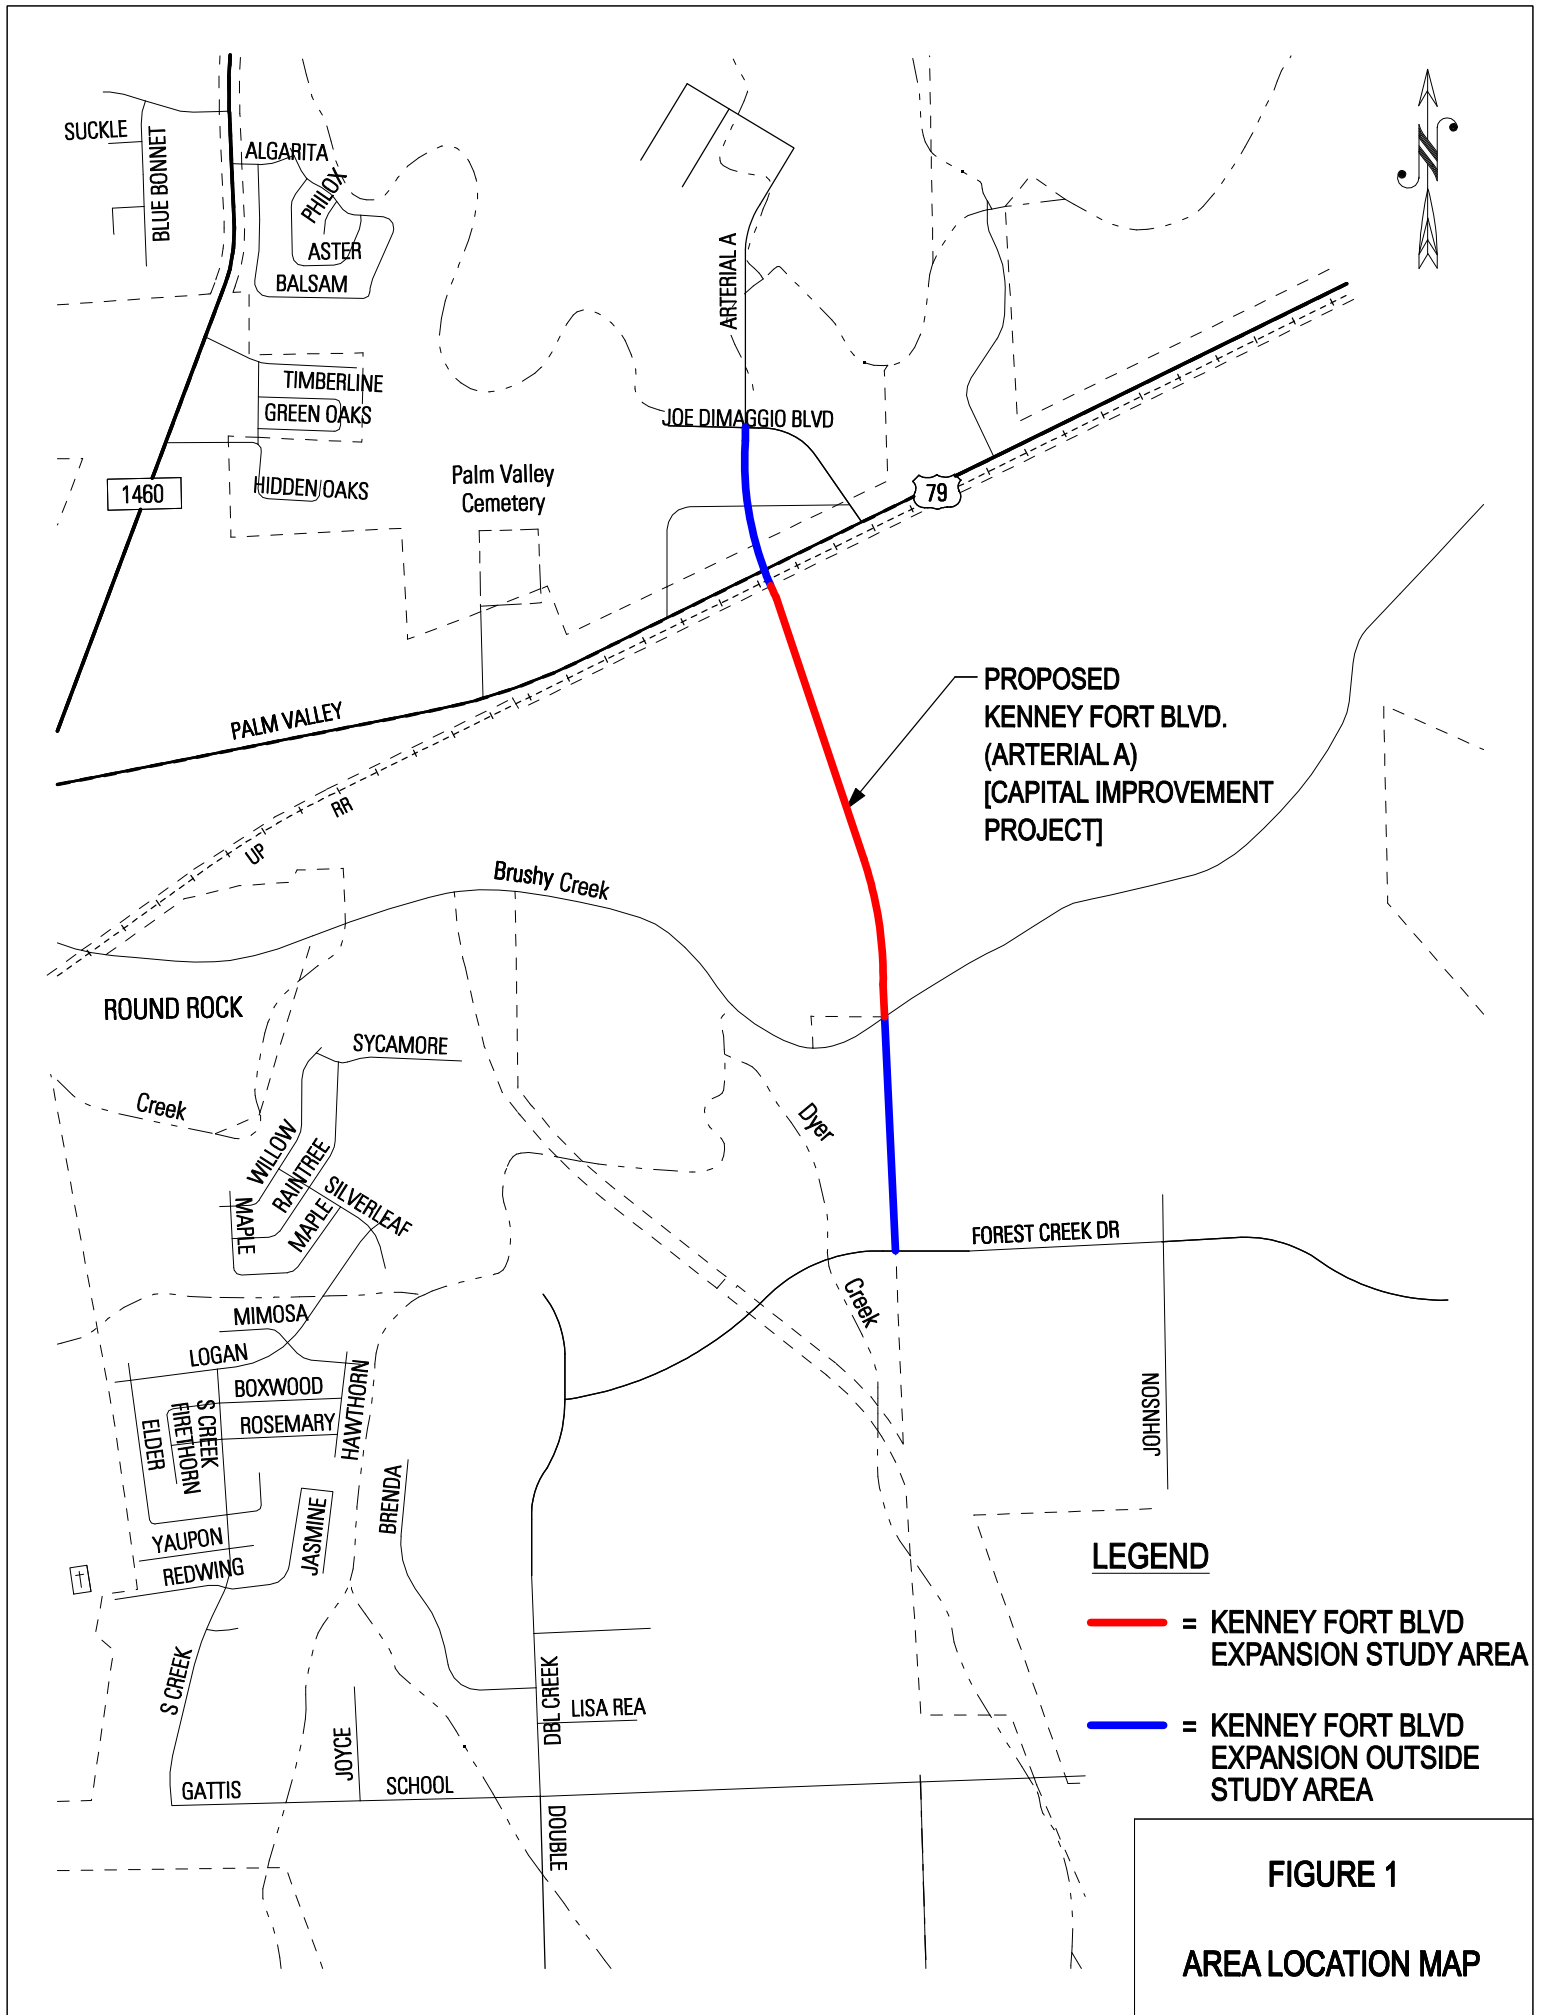 SUCKLE
BLUE BONNET
ALGARITA
PHILOX
ASTER
BALSAM
ARTERIAL A
N
TIMBERLINE
GREEN OAKS
JOE DIMAGGIO BLVD
HIDDEN OAKS
1460
Palm Valley
Cemetery
79
PALM VALLEY
PROPOSED
KENNEY FORT BLVD.
(ARTERIAL A)
[CAPITAL IMPROVEMENT
PROJECT]
RR
UP
Brushy Creek
ROUND ROCK
SYCAMORE
Creek
Dyer
WILLOW
RAINTREE
SILVERLEAF
MAPLE
MAPLE
FOREST CREEK DR
Creek
MIMOSA
LOGAN
BOXWOOD
HAWTHORN
S CREEK
FIRETHORN
ELDER
ROSEMARY
JOHNSON
BRENDA
JASMINE
YAUPON
REDWING
LEGEND
= KENNEY FORT BLVD
EXPANSION STUDY AREA
S CREEK
DBL CREEK
LISA REA
JOYCE
= KENNEY FORT BLVD
EXPANSION OUTSIDE
STUDY AREA
GATTIS
SCHOOL
DOUBLE
FIGURE 1
AREA LOCATION MAP